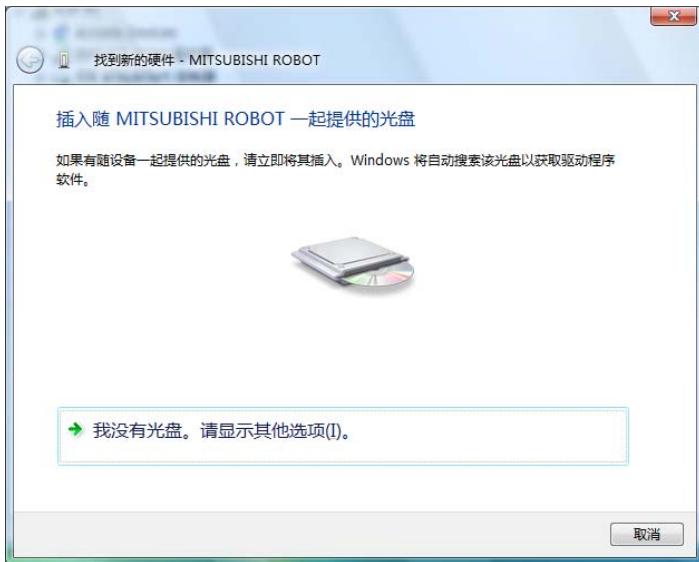 找到新的硬件 - MITSUBISHI ROBOT
插入随 MITSUBISHI ROBOT 一起提供的光盘
如果有随设备一起提供的光盘，请立即将其插入。Windows 将自动搜索该光盘以获取驱动程序
软件。
我没有光盘。请显示其他选项(I)。
取消